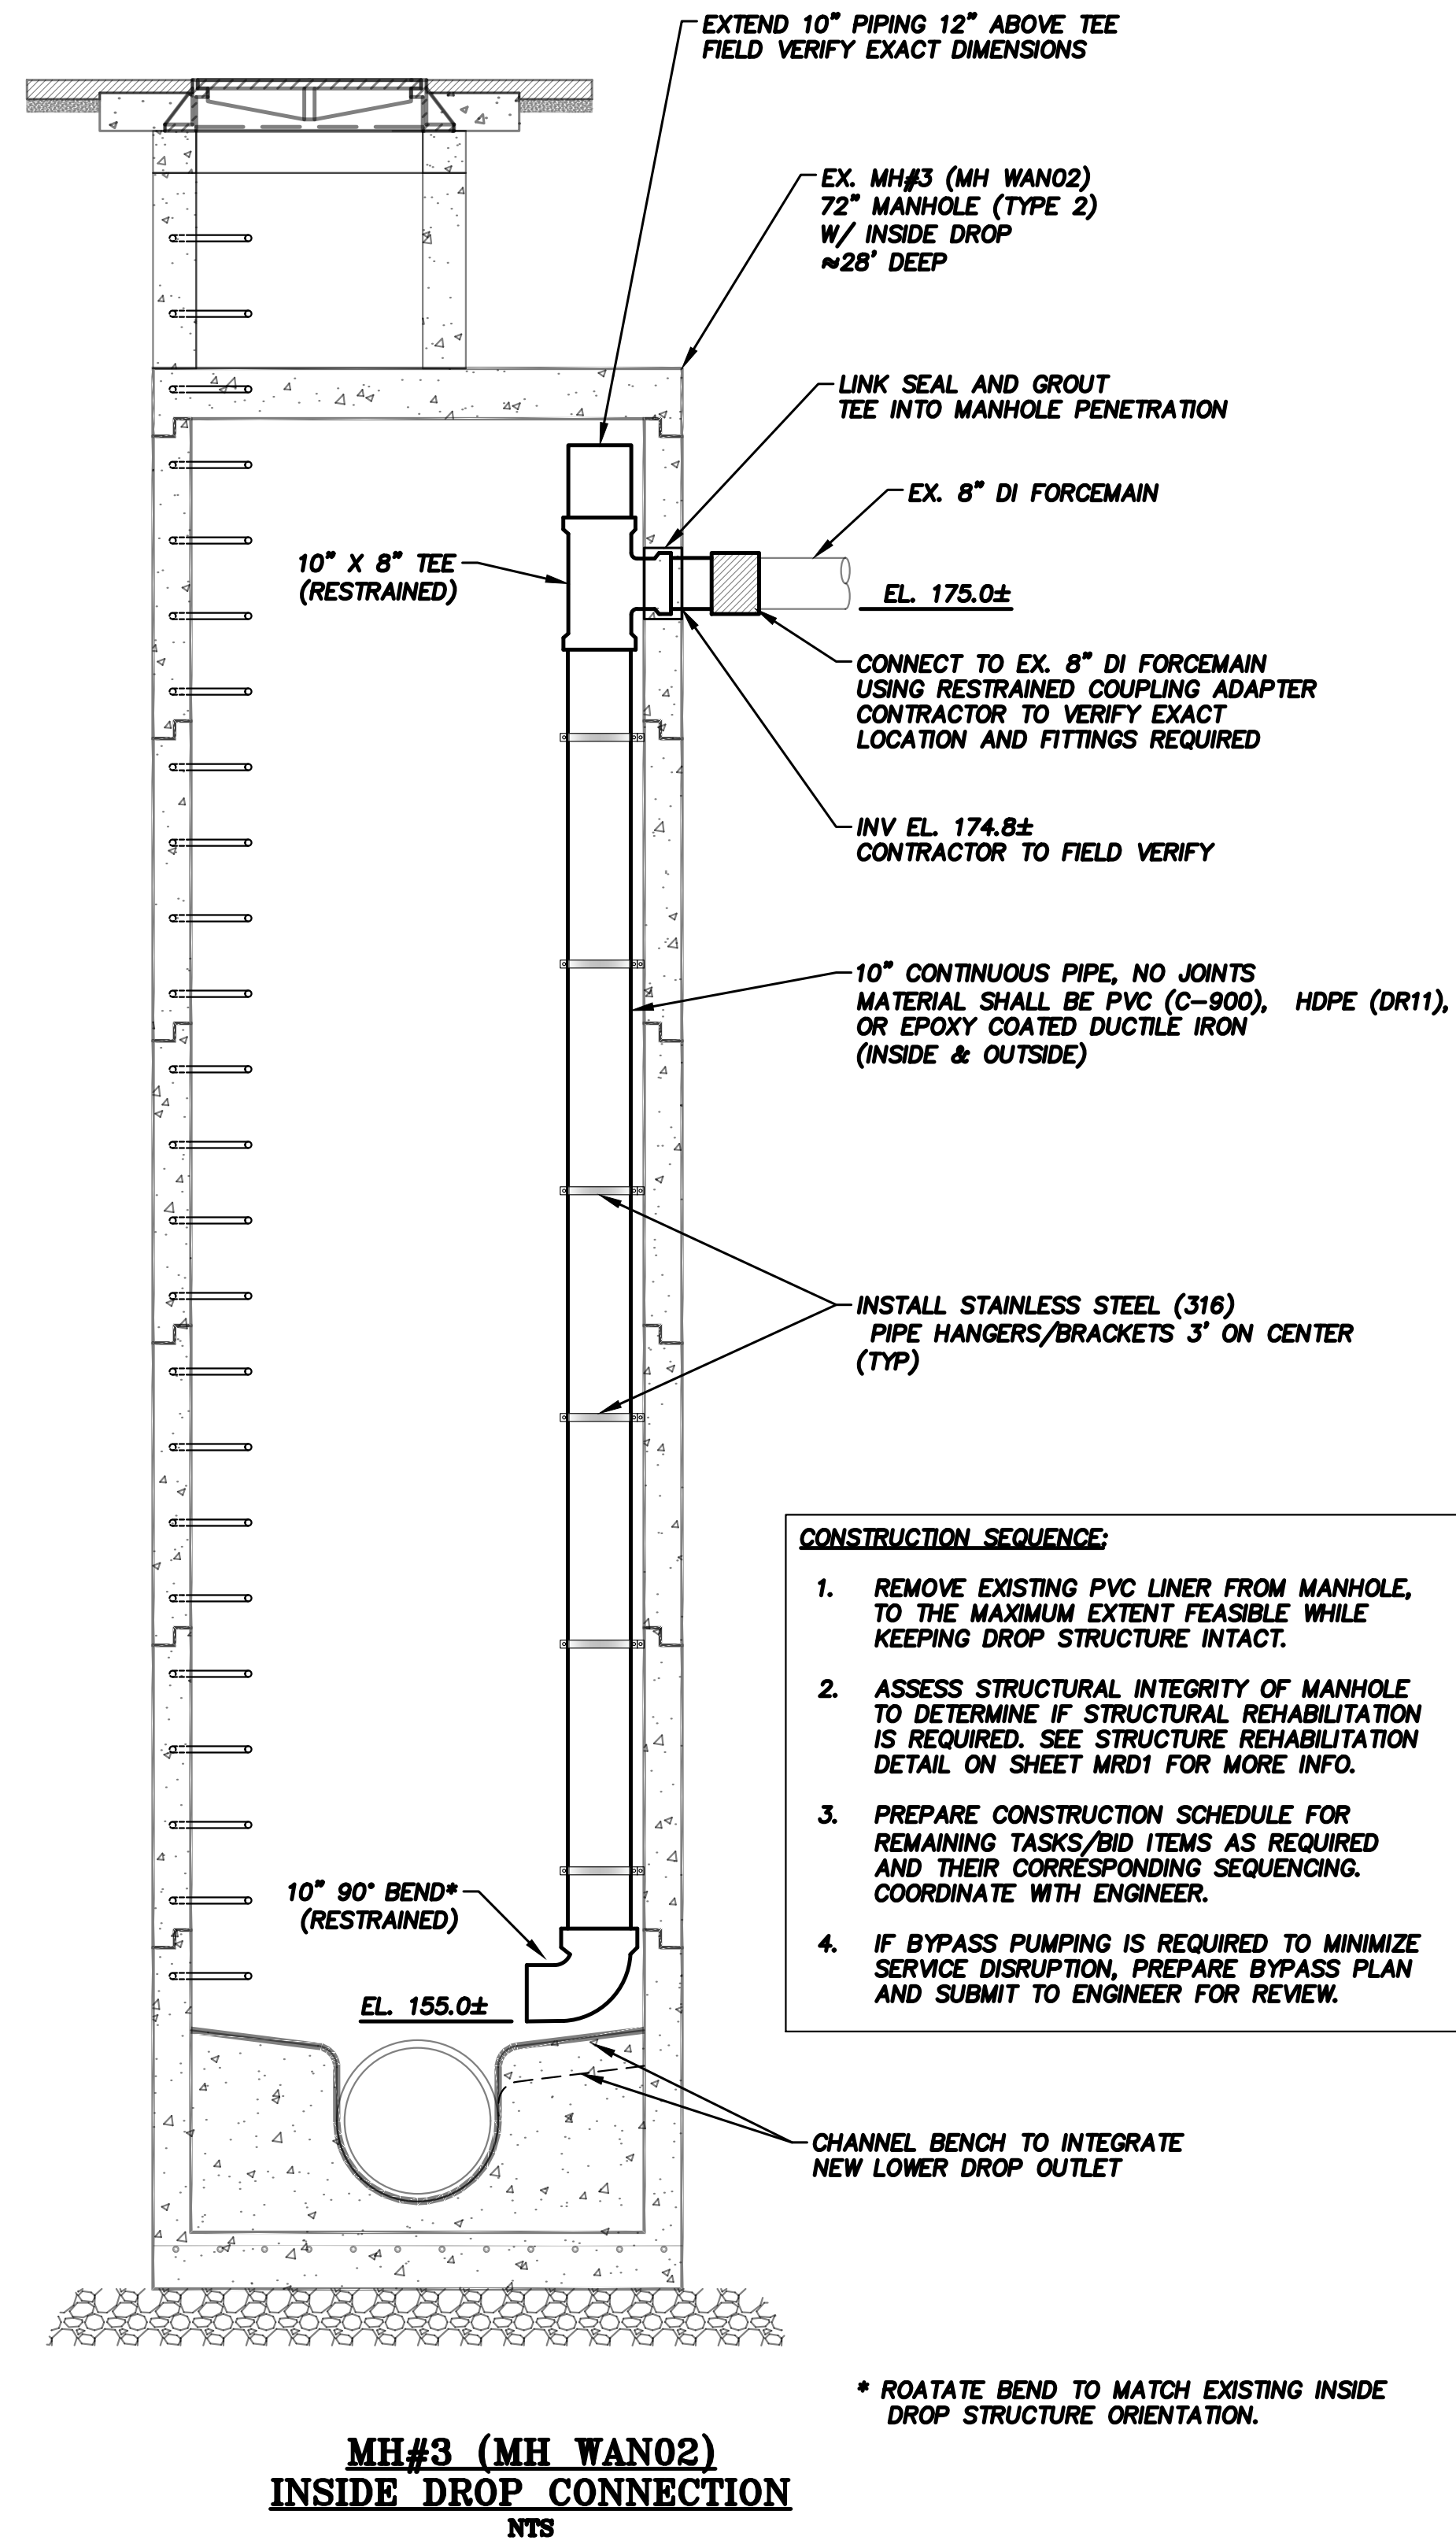 EXTEND 10" PIPING 12" ABOVE TEE
FIELD VERIFY EXACT DIMENSIONS
EX. MH#3 (MH WAN02)
72" MANHOLE (TYPE 2)
W/ INSIDE DROP
≈28' DEEP
LINK SEAL AND GROUT
TEE INTO MANHOLE PENETRATION
EX. 8" DI FORCEMAIN
10" X 8" TEE
(RESTRAINED)
EL. 175.0±
CONNECT TO EX. 8" DI FORCEMAIN
USING RESTRAINED COUPLING ADAPTER
CONTRACTOR TO VERIFY EXACT
LOCATION AND FITTINGS REQUIRED
INV EL. 174.8±
CONTRACTOR TO FIELD VERIFY
10" CONTINUOUS PIPE, NO JOINTS
MATERIAL SHALL BE PVC (C-900), HDPE (DR11),
OR EPOXY COATED DUCTILE IRON
(INSIDE & OUTSIDE)
INSTALL STAINLESS STEEL (316)
PIPE HANGERS/BRACKETS 3' ON CENTER
(TYP)
CONSTRUCTION SEQUENCE:
1. REMOVE EXISTING PVC LINER FROM MANHOLE,
TO THE MAXIMUM EXTENT FEASIBLE WHILE
KEEPING DROP STRUCTURE INTACT.
2. ASSESS STRUCTURAL INTEGRITY OF MANHOLE
TO DETERMINE IF STRUCTURAL REHABILITATION
IS REQUIRED. SEE STRUCTURE REHABILITATION
DETAIL ON SHEET MRD1 FOR MORE INFO.
3. PREPARE CONSTRUCTION SCHEDULE FOR
REMAINING TASKS/BID ITEMS AS REQUIRED
AND THEIR CORRESPONDING SEQUENCING.
COORDINATE WITH ENGINEER.
4. IF BYPASS PUMPING IS REQUIRED TO MINIMIZE
SERVICE DISRUPTION, PREPARE BYPASS PLAN
AND SUBMIT TO ENGINEER FOR REVIEW.
10" 90° BEND*
(RESTRAINED)
EL. 155.0±
CHANNEL BENCH TO INTEGRATE
NEW LOWER DROP OUTLET
* ROATATE BEND TO MATCH EXISTING INSIDE
DROP STRUCTURE ORIENTATION.
MH#3 (MH WAN02)
INSIDE DROP CONNECTION
NTS